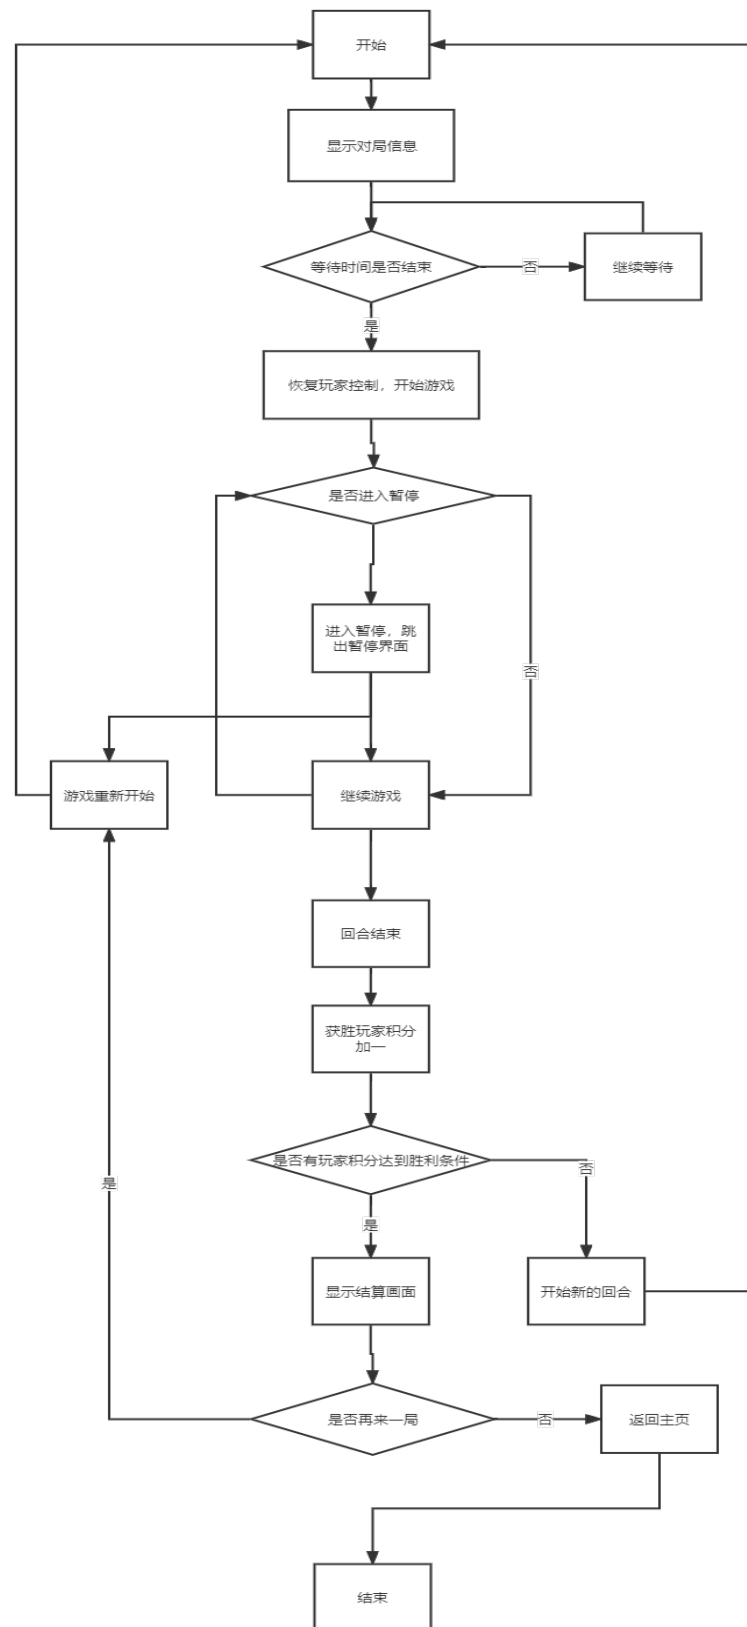 开始
显示对局信息
等待时间是否结束
否
继续等待
是
恢复玩家控制，开始游戏
是否进入暂停
进入暂停，跳
出暂停界面
否
游戏重新开始
继续游戏
回合结束
获胜玩家积分
加一
是否有玩家积分达到胜利条件
否
是
是
显示结算画面
开始新的回合
是否再来一局
否
返回主页
结束